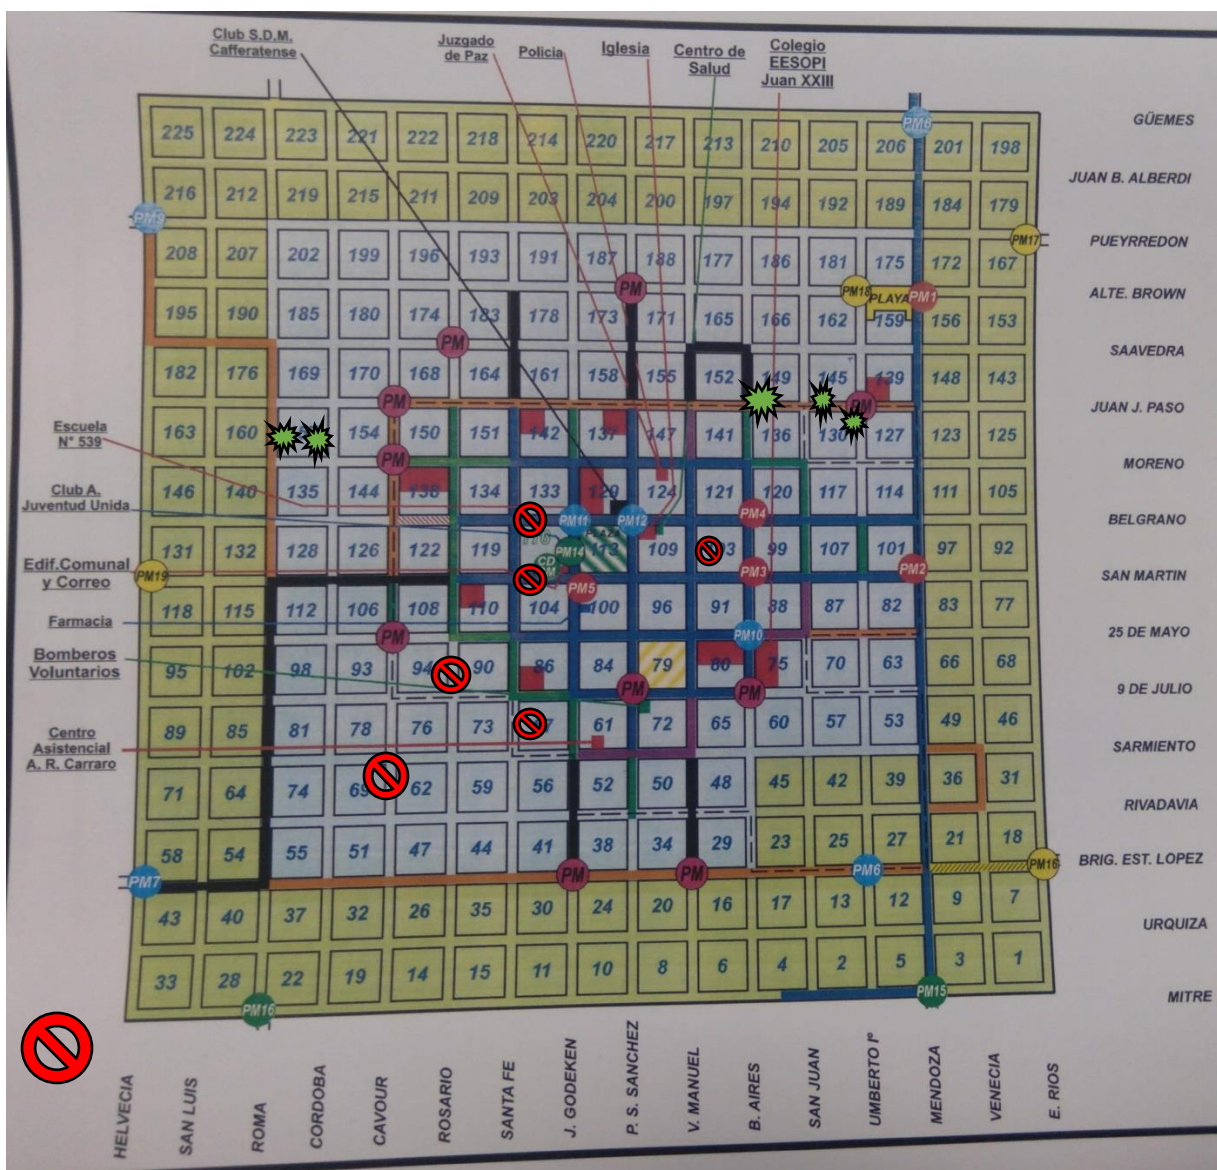 Club S.D.M.
Cafferatense
Juzgado
de Paz
Policia
Iglesia
Centro de
Salud
Colegio
EESOPI
Juan XXIII
225 224 223 221 222 218 214 220 217 213 210 205 206 PM8 201 198
GÜEMES
216 212 219 215 211 209 203 204 200 197 194 192 189 184 179
JUAN B. ALBERDI
PM9
208 207 202 199 196 193 191 187 188 177 186 181 175 172 167 PM17
PUEYRREDON
195 190 185 180 174 183 178 173 PM 171 165 166 162 PM18 PLAYA 159 PM1 156 153
ALTE. BROWN
PM
SAAVEDRA
182 176 169 170 168 164 161 158 155 152 149 145 139 148 143
PM PM
JUAN J. PASO
Escuela
N° 539
163 160 154 150 151 142 137 147 141 136 130 127 123 125
PM
MORENO
Club A.
Juventud Unida
146 140 135 144 138 134 133 129 124 121 120 117 114 111 105
PM11 PM12 PM4
BELGRANO
Edif.Comunal
y Correo
PLAZA
131 132 128 126 122 119 116 PM14 113 109 99 107 101 97 92
PM19 CD PM5 PM3 PM2
SAN MARTIN
Farmacia
118 115 112 106 108 110 104 100 96 91 88 87 82 83 77
PM PM10
25 DE MAYO
Bomberos
Voluntarios
95 102 98 93 94 90 86 84 79 80 75 70 63 66 68
PM PM
9 DE JULIO
Centro
Asistencial
A. R. Carraro
89 85 81 78 76 73 61 72 65 60 57 53 49 46
SARMIENTO
71 64 74 62 59 56 52 50 48 45 42 39 36 31
RIVADAVIA
58 54 55 51 47 44 41 38 34 29 23 25 27 21 18
PM7 PM PM PM6 PM16
BRIG. EST. LOPEZ
43 40 37 32 26 35 30 24 20 16 17 13 12 9 7
URQUIZA
33 28 22 19 14 15 11 10 8 6 4 2 5 3 1
PM16 PM15
MITRE
HELVECIA
SAN LUIS
ROMA
CORDOBA
CAVOUR
ROSARIO
SANTA FE
J. GODEKEN
P. S. SANCHEZ
V. MANUEL
B. AIRES
SAN JUAN
UMBERTO Iº
MENDOZA
VENECIA
E. RIOS